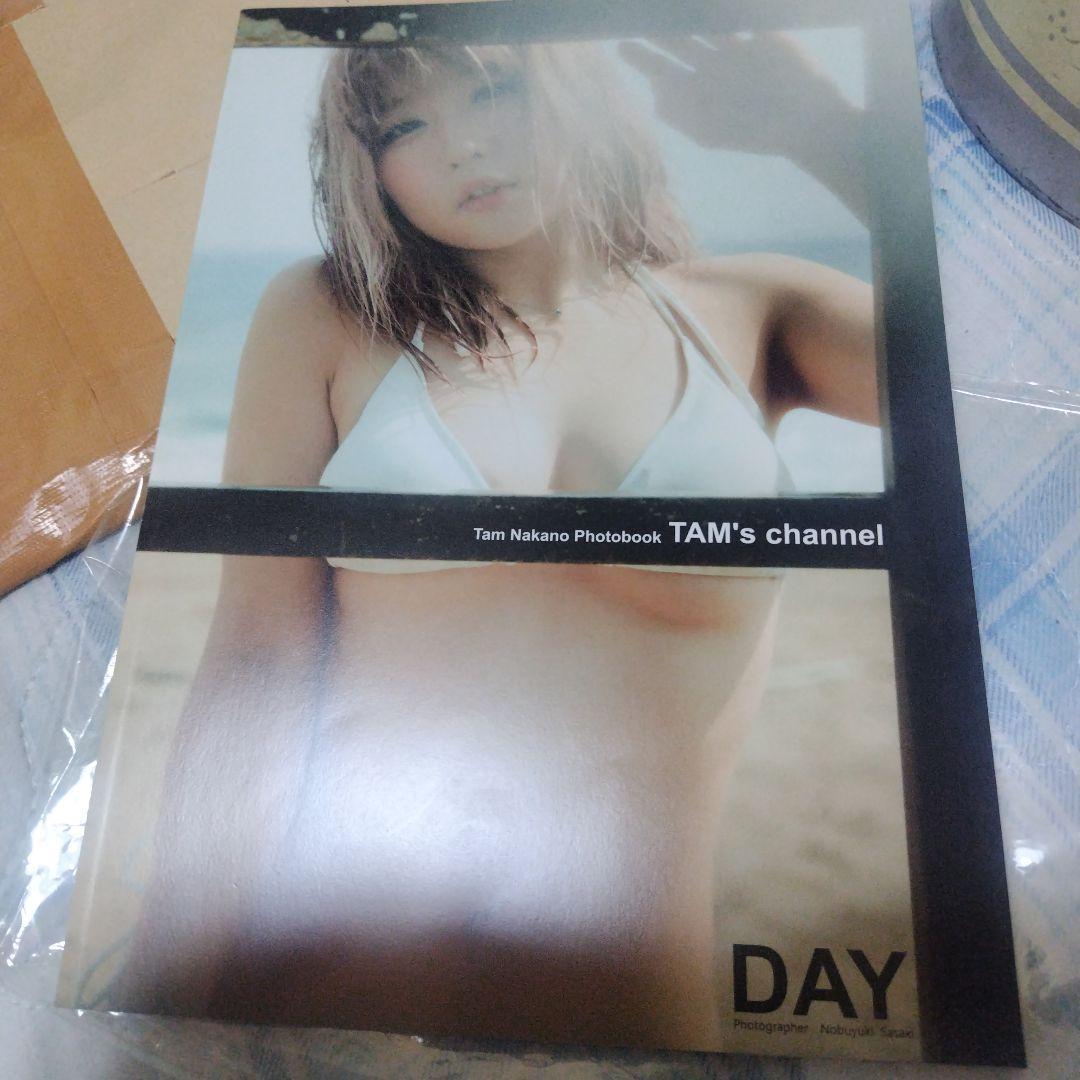 Tam Nakano Photobook TAM's channel
DAY
Photographer Nobuyuki Sasaki